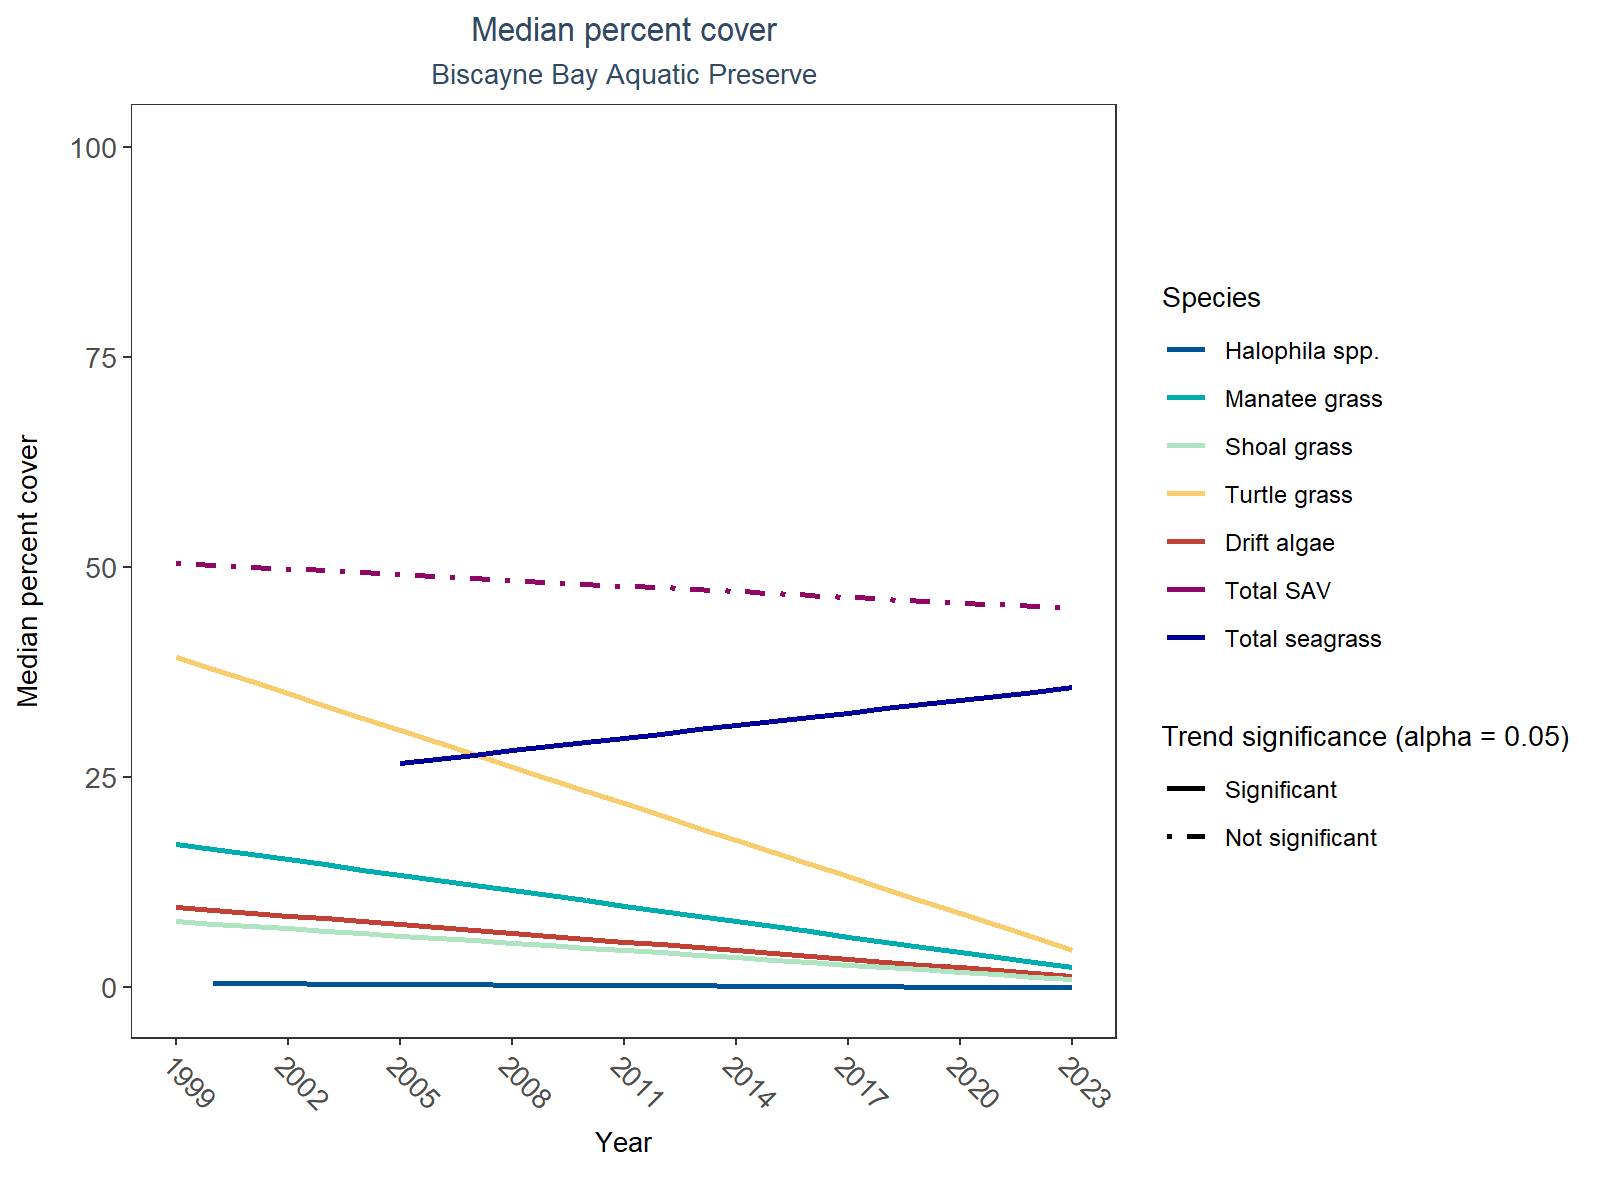 Median percent cover
Biscayne Bay Aquatic Preserve
Median percent cover
100
75
50
25
0
1999
2002
2005
2008
2011
2014
2017
2020
2023
Year
Species
Halophila spp.
Manatee grass
Shoal grass
Turtle grass
Drift algae
Total SAV
Total seagrass
Trend significance (alpha = 0.05)
Significant
Not significant